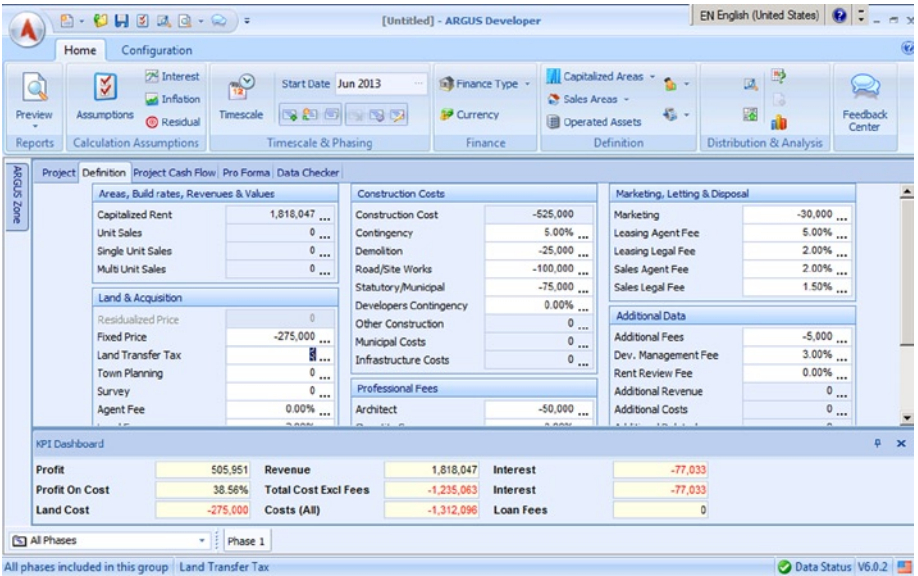 [Untitled] - ARGUS Developer
EN English (United States)
Home Configuration
Preview
Reports
Assumptions
Interest
Inflation
Residual
Calculation Assumptions
Timescale
Start Date Jun 2013
Timescale & Phasing
Finance Type
Currency
Finance
Capitalized Areas
Sales Areas
Operated Assets
Definition
Distribution & Analysis
Feedback
Center
ARGUS Zone
Project Definition Project Cash Flow Pro Forma Data Checker
Areas, Build rates, Revenues & Values
Capitalized Rent 1,818,047 ...
Unit Sales 0 ...
Single Unit Sales 0 ...
Multi Unit Sales 0 ...
Land & Acquisition
Residualized Price 0
Fixed Price -275,000 ...
Land Transfer Tax ...
Town Planning 0 ...
Survey 0 ...
Agent Fee 0.00% ...
Construction Costs
Construction Cost -525,000
Contingency 5.00% ...
Demolition -25,000 ...
Road/Site Works -100,000 ...
Statutory/Municipal -75,000 ...
Developers Contingency 0.00% ...
Other Construction 0 ...
Municipal Costs 0 ...
Infrastructure Costs 0 ...
Professional Fees
Architect -50,000 ...
Marketing, Letting & Disposal
Marketing -30,000 ...
Leasing Agent Fee 5.00% ...
Leasing Legal Fee 2.00% ...
Sales Agent Fee 2.00% ...
Sales Legal Fee 1.50% ...
Additional Data
Additional Fees -5,000 ...
Dev. Management Fee 3.00% ...
Rent Review Fee 0.00% ...
Additional Revenue 0 ...
Additional Costs 0 ...
KPI Dashboard
Profit 505,951 Revenue 1,818,047 Interest -77,033
Profit On Cost 38.56% Total Cost Excl Fees -1,235,063 Interest -77,033
Land Cost -275,000 Costs (All) -1,312,096 Loan Fees 0
All Phases Phase 1
All phases included in this group Land Transfer Tax Data Status V6.0.2